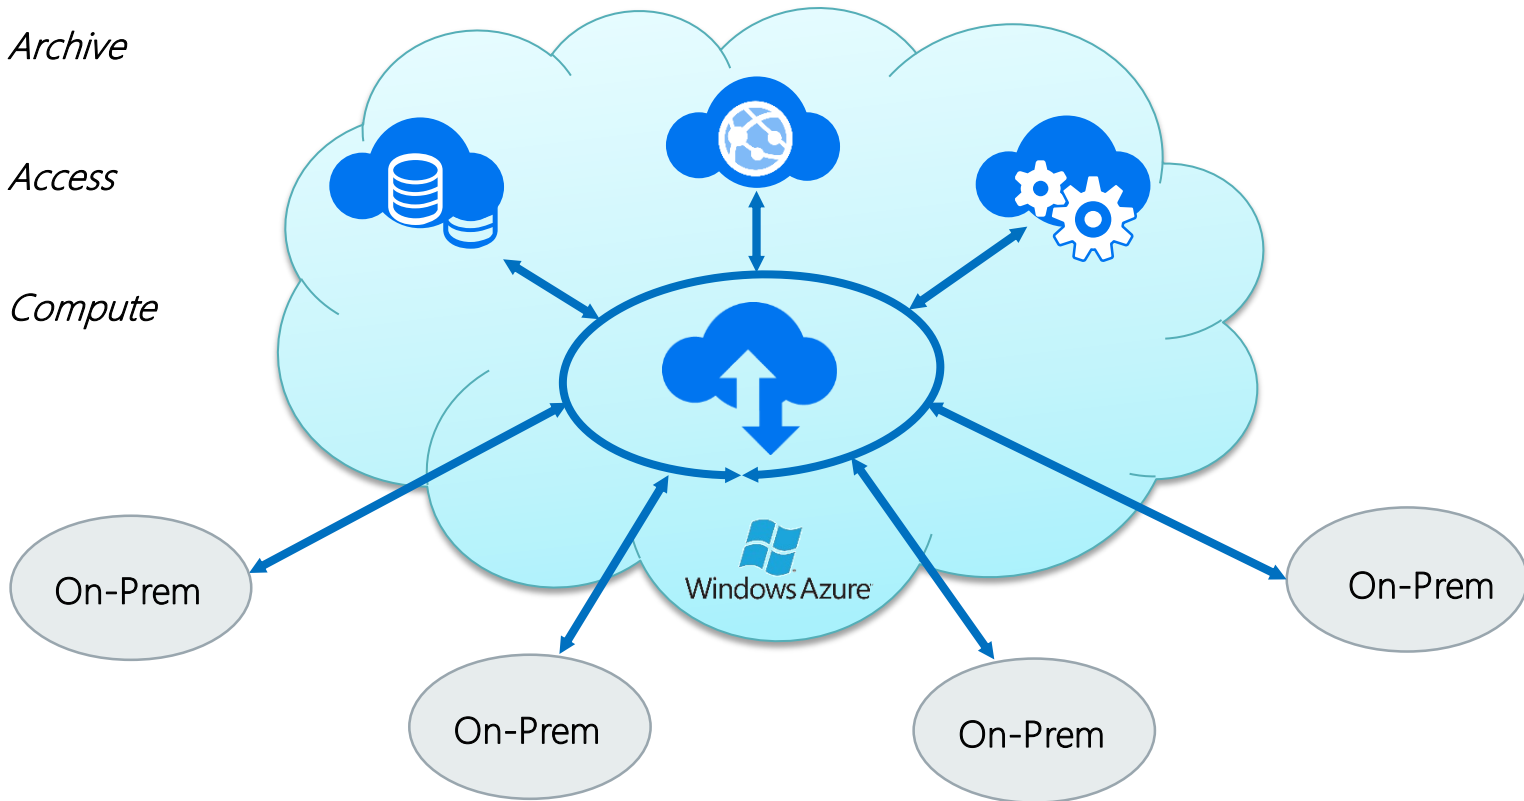 Archive
Access
Compute
Windows Azure
On-Prem
On-Prem
On-Prem
On-Prem